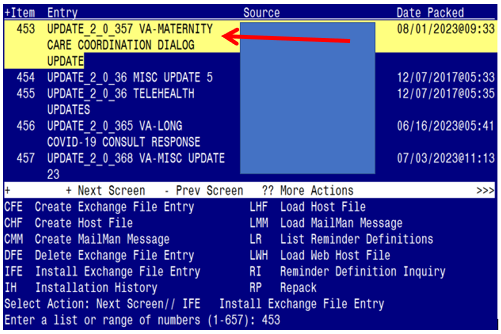 +Item  Entry  Source  Date Packed
453  UPDATE_2_0_357 VA-MATERNITY  08/01/2023@09:33
CARE COORDINATION DIALOG
UPDATE
454  UPDATE_2_0_36 MISC UPDATE 5  12/07/2017@05:33
455  UPDATE_2_0_36 TELEHEALTH  12/07/2017@05:35
UPDATES
456  UPDATE_2_0_365 VA-LONG  06/16/2023@05:41
COVID-19 CONSULT RESPONSE
457  UPDATE_2_0_368 VA-MISC UPDATE  07/03/2023@11:13
23
+  + Next Screen  - Prev Screen  ?? More Actions  >>>
CFE  Create Exchange File Entry  LHF  Load Host File
CHF  Create Host File  LMM  Load MailMan Message
CMM  Create MailMan Message  LR  List Reminder Definitions
DFE  Delete Exchange File Entry  LWH  Load Web Host File
IFE  Install Exchange File Entry  RI  Reminder Definition Inquiry
IH  Installation History  RP  Repack
Select Action: Next Screen// IFE  Install Exchange File Entry
Enter a list or range of numbers (1-657): 453